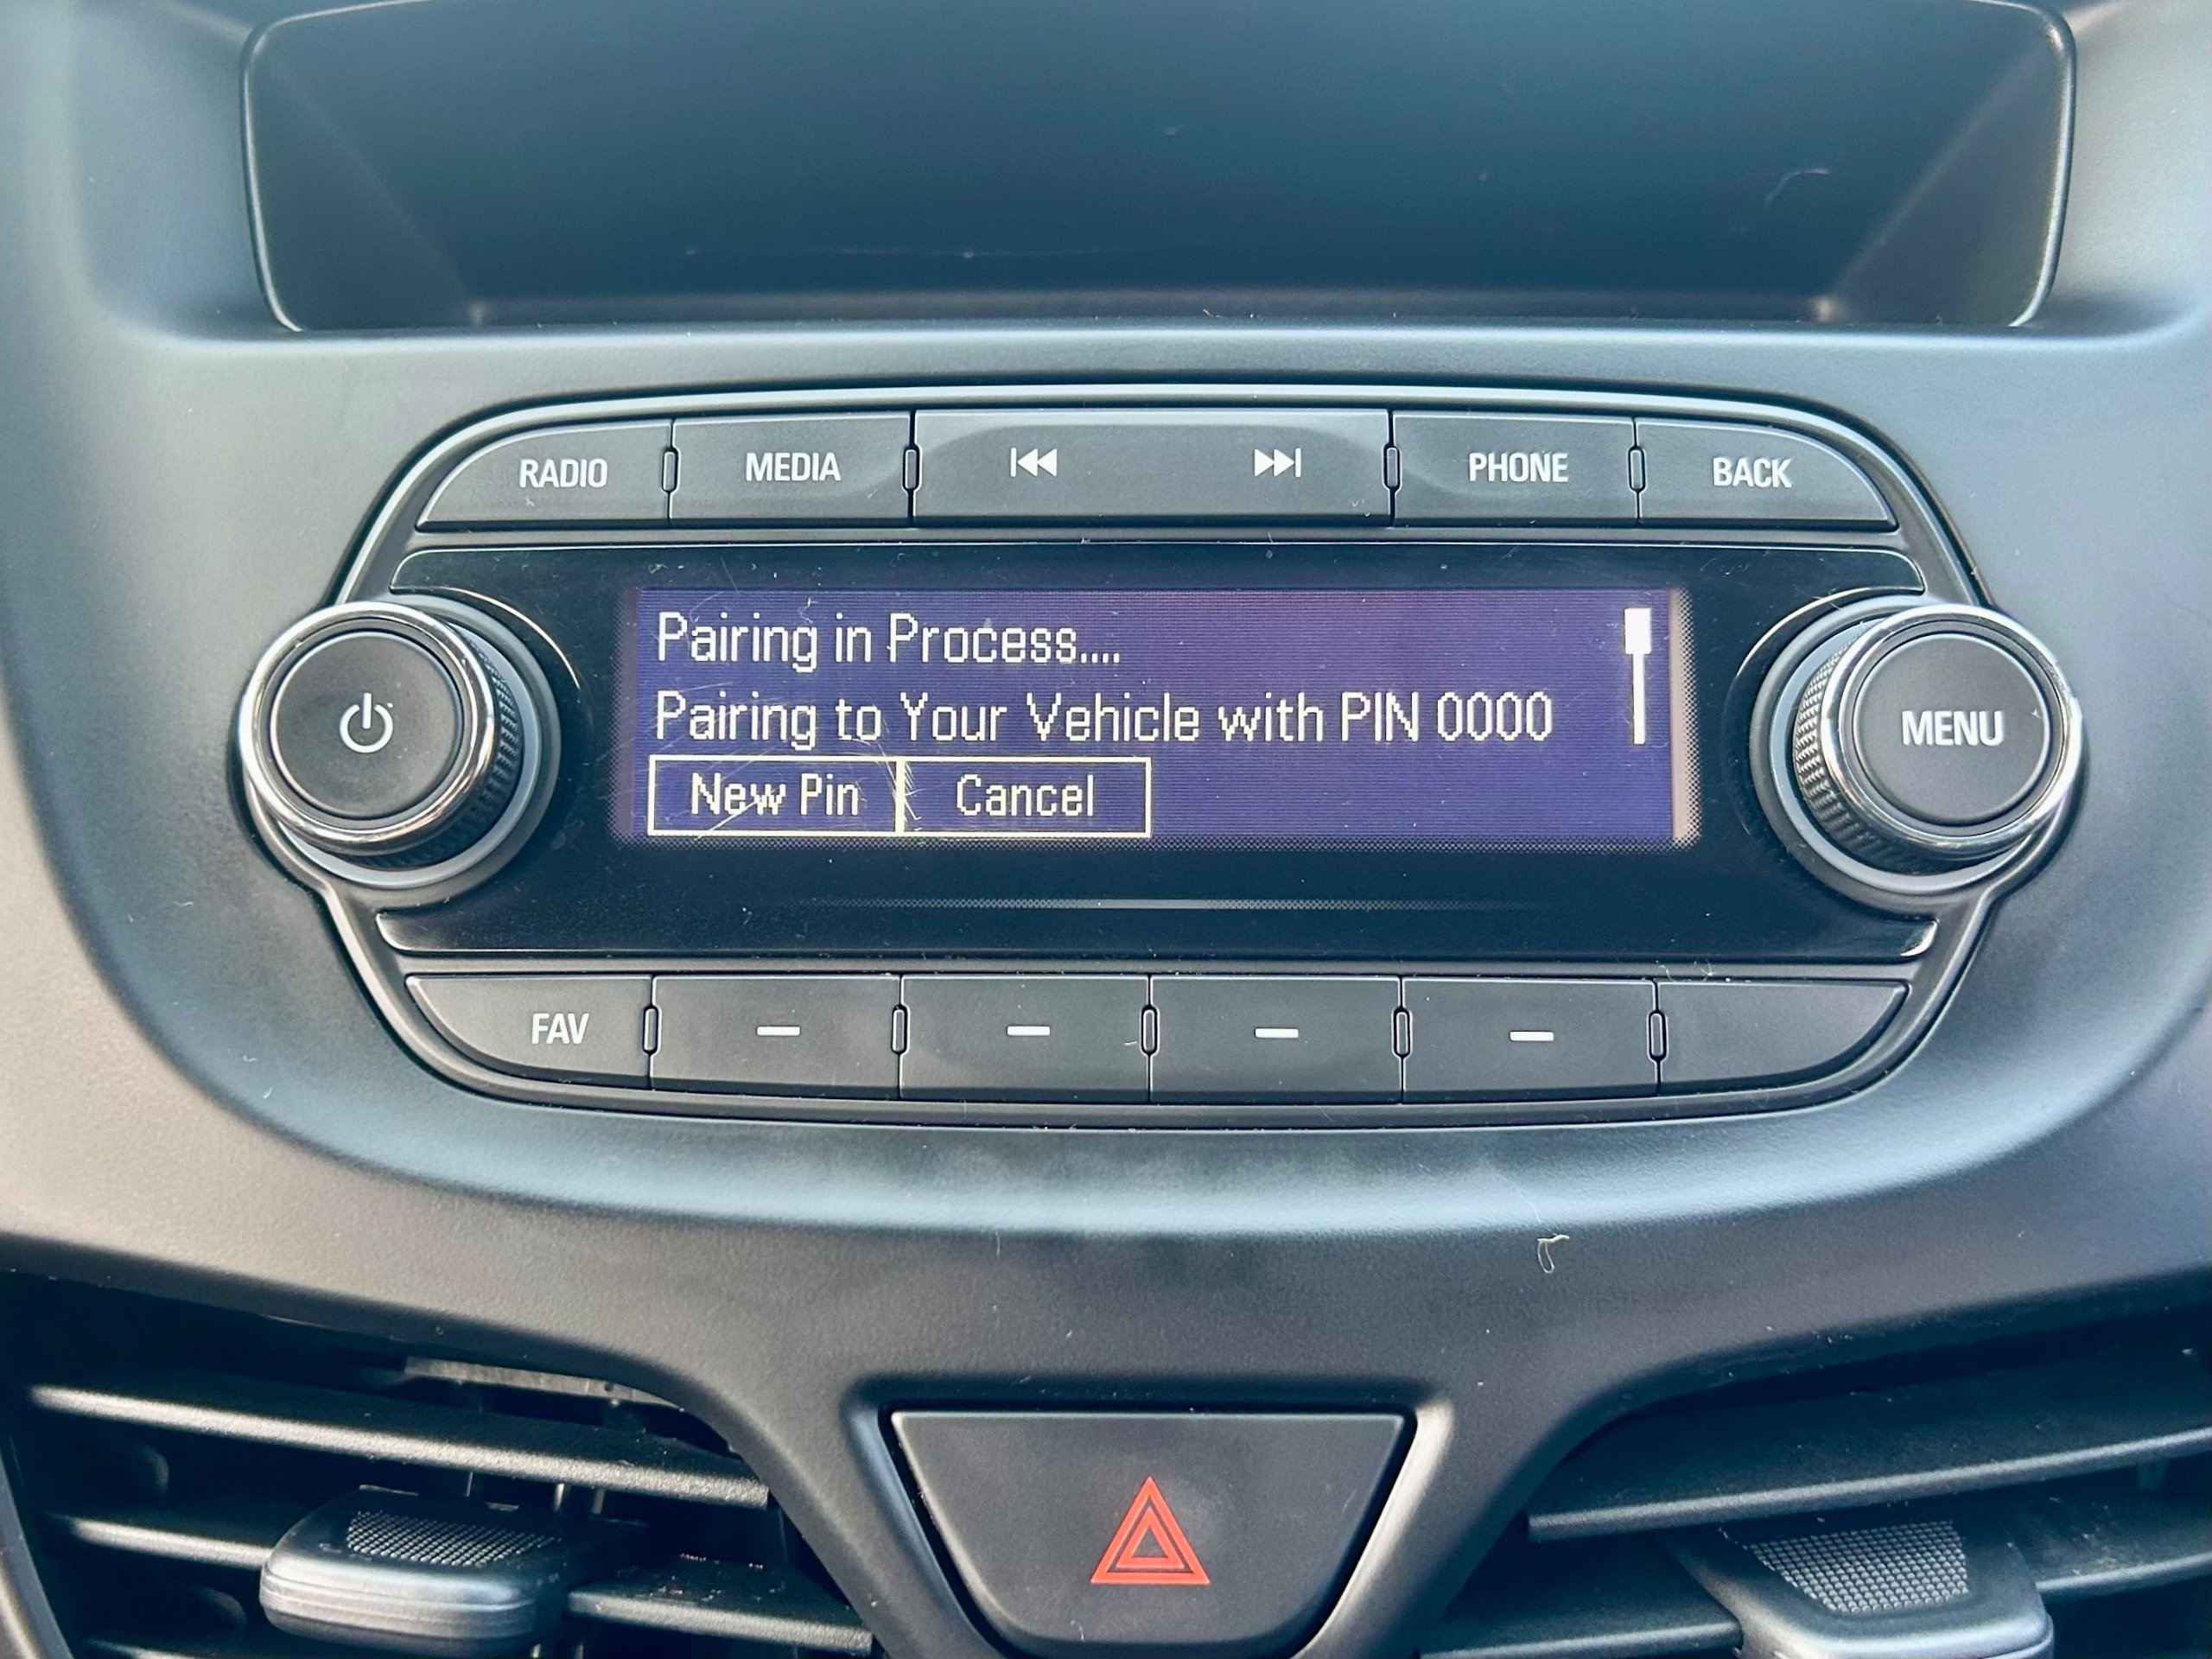 RADIO MEDIA PHONE BACK
Pairing in Process....
Pairing to Your Vehicle with PIN 0000
MENU
New Pin Cancel
FAV